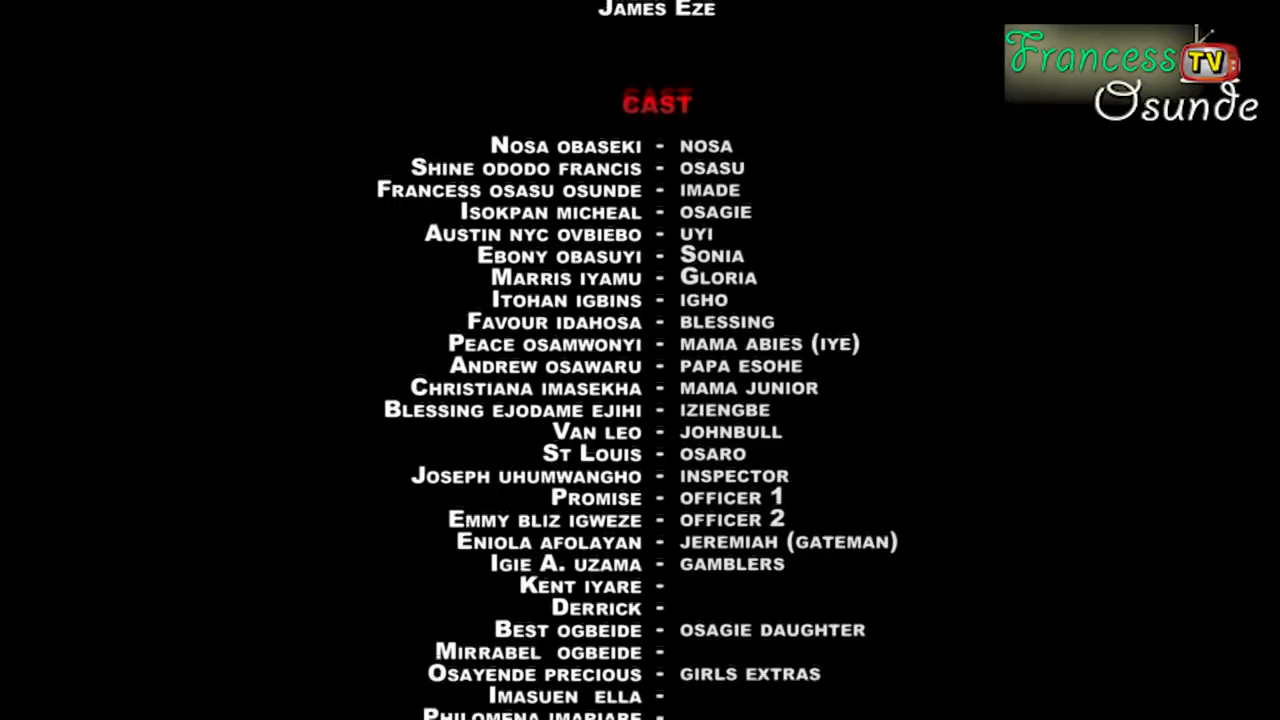 James Eze
Francess TV
Osunde
CAST
Nosa obaseki - nosa
Shine ododo francis - osasu
Francess osasu osunde - imade
Isokpan micheal - osagie
Austin nyc ovbiebo - uyi
Ebony obasuyi - Sonia
Marris iyamu - Gloria
Itohan igbins - igho
Favour idahosa - blessing
Peace osamwonyi - mama abies (iye)
Andrew osawaru - papa esohe
Christiana imasekha - mama junior
Blessing ejodame ejihi - iziengbe
Van leo - johnbull
St Louis - osaro
Joseph uhumwangho - inspector
Promise - officer 1
Emmy bliz igweze - officer 2
Eniola afolayan - jeremiah (gateman)
Igie A. uzama - gamblers
Kent iyare -
Derrick -
Best ogbeide - osagie daughter
Mirrabel ogbeide -
Osayende precious - girls extras
Imasuen ella -
Philomena imariabe -